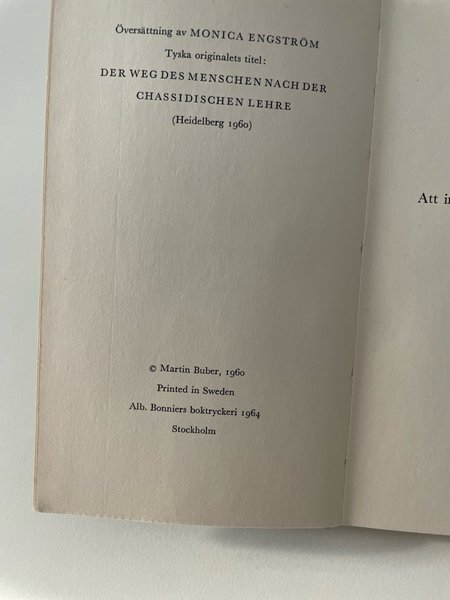 Översättning av MONICA ENGSTRÖM
Tyska originalets titel:
DER WEG DES MENSCHEN NACH DER
CHASSIDISCHEN LEHRE
(Heidelberg 1960)
© Martin Buber, 1960
Printed in Sweden
Alb. Bonniers boktryckeri 1964
Stockholm
Att